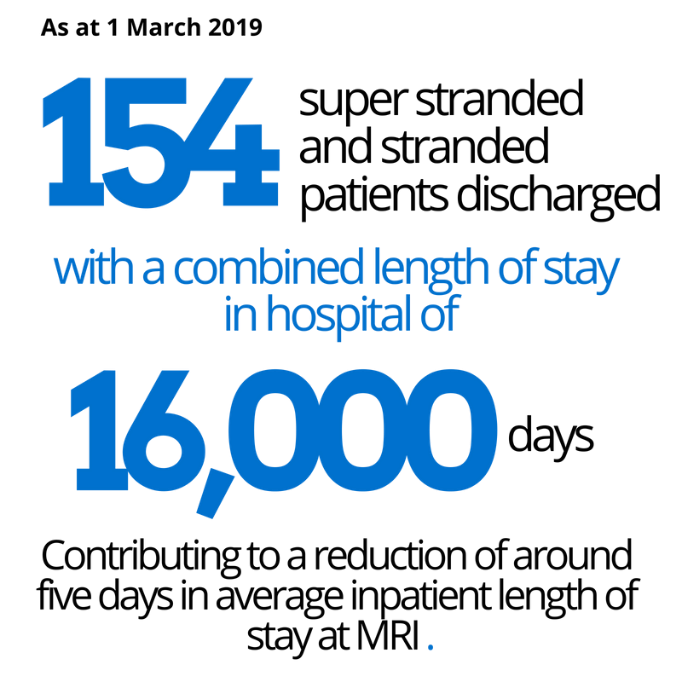 As at 1 March 2019
154
super stranded
and stranded
patients discharged
with a combined length of stay
in hospital of
16,000 days
Contributing to a reduction of around
five days in average inpatient length of
stay at MRI .